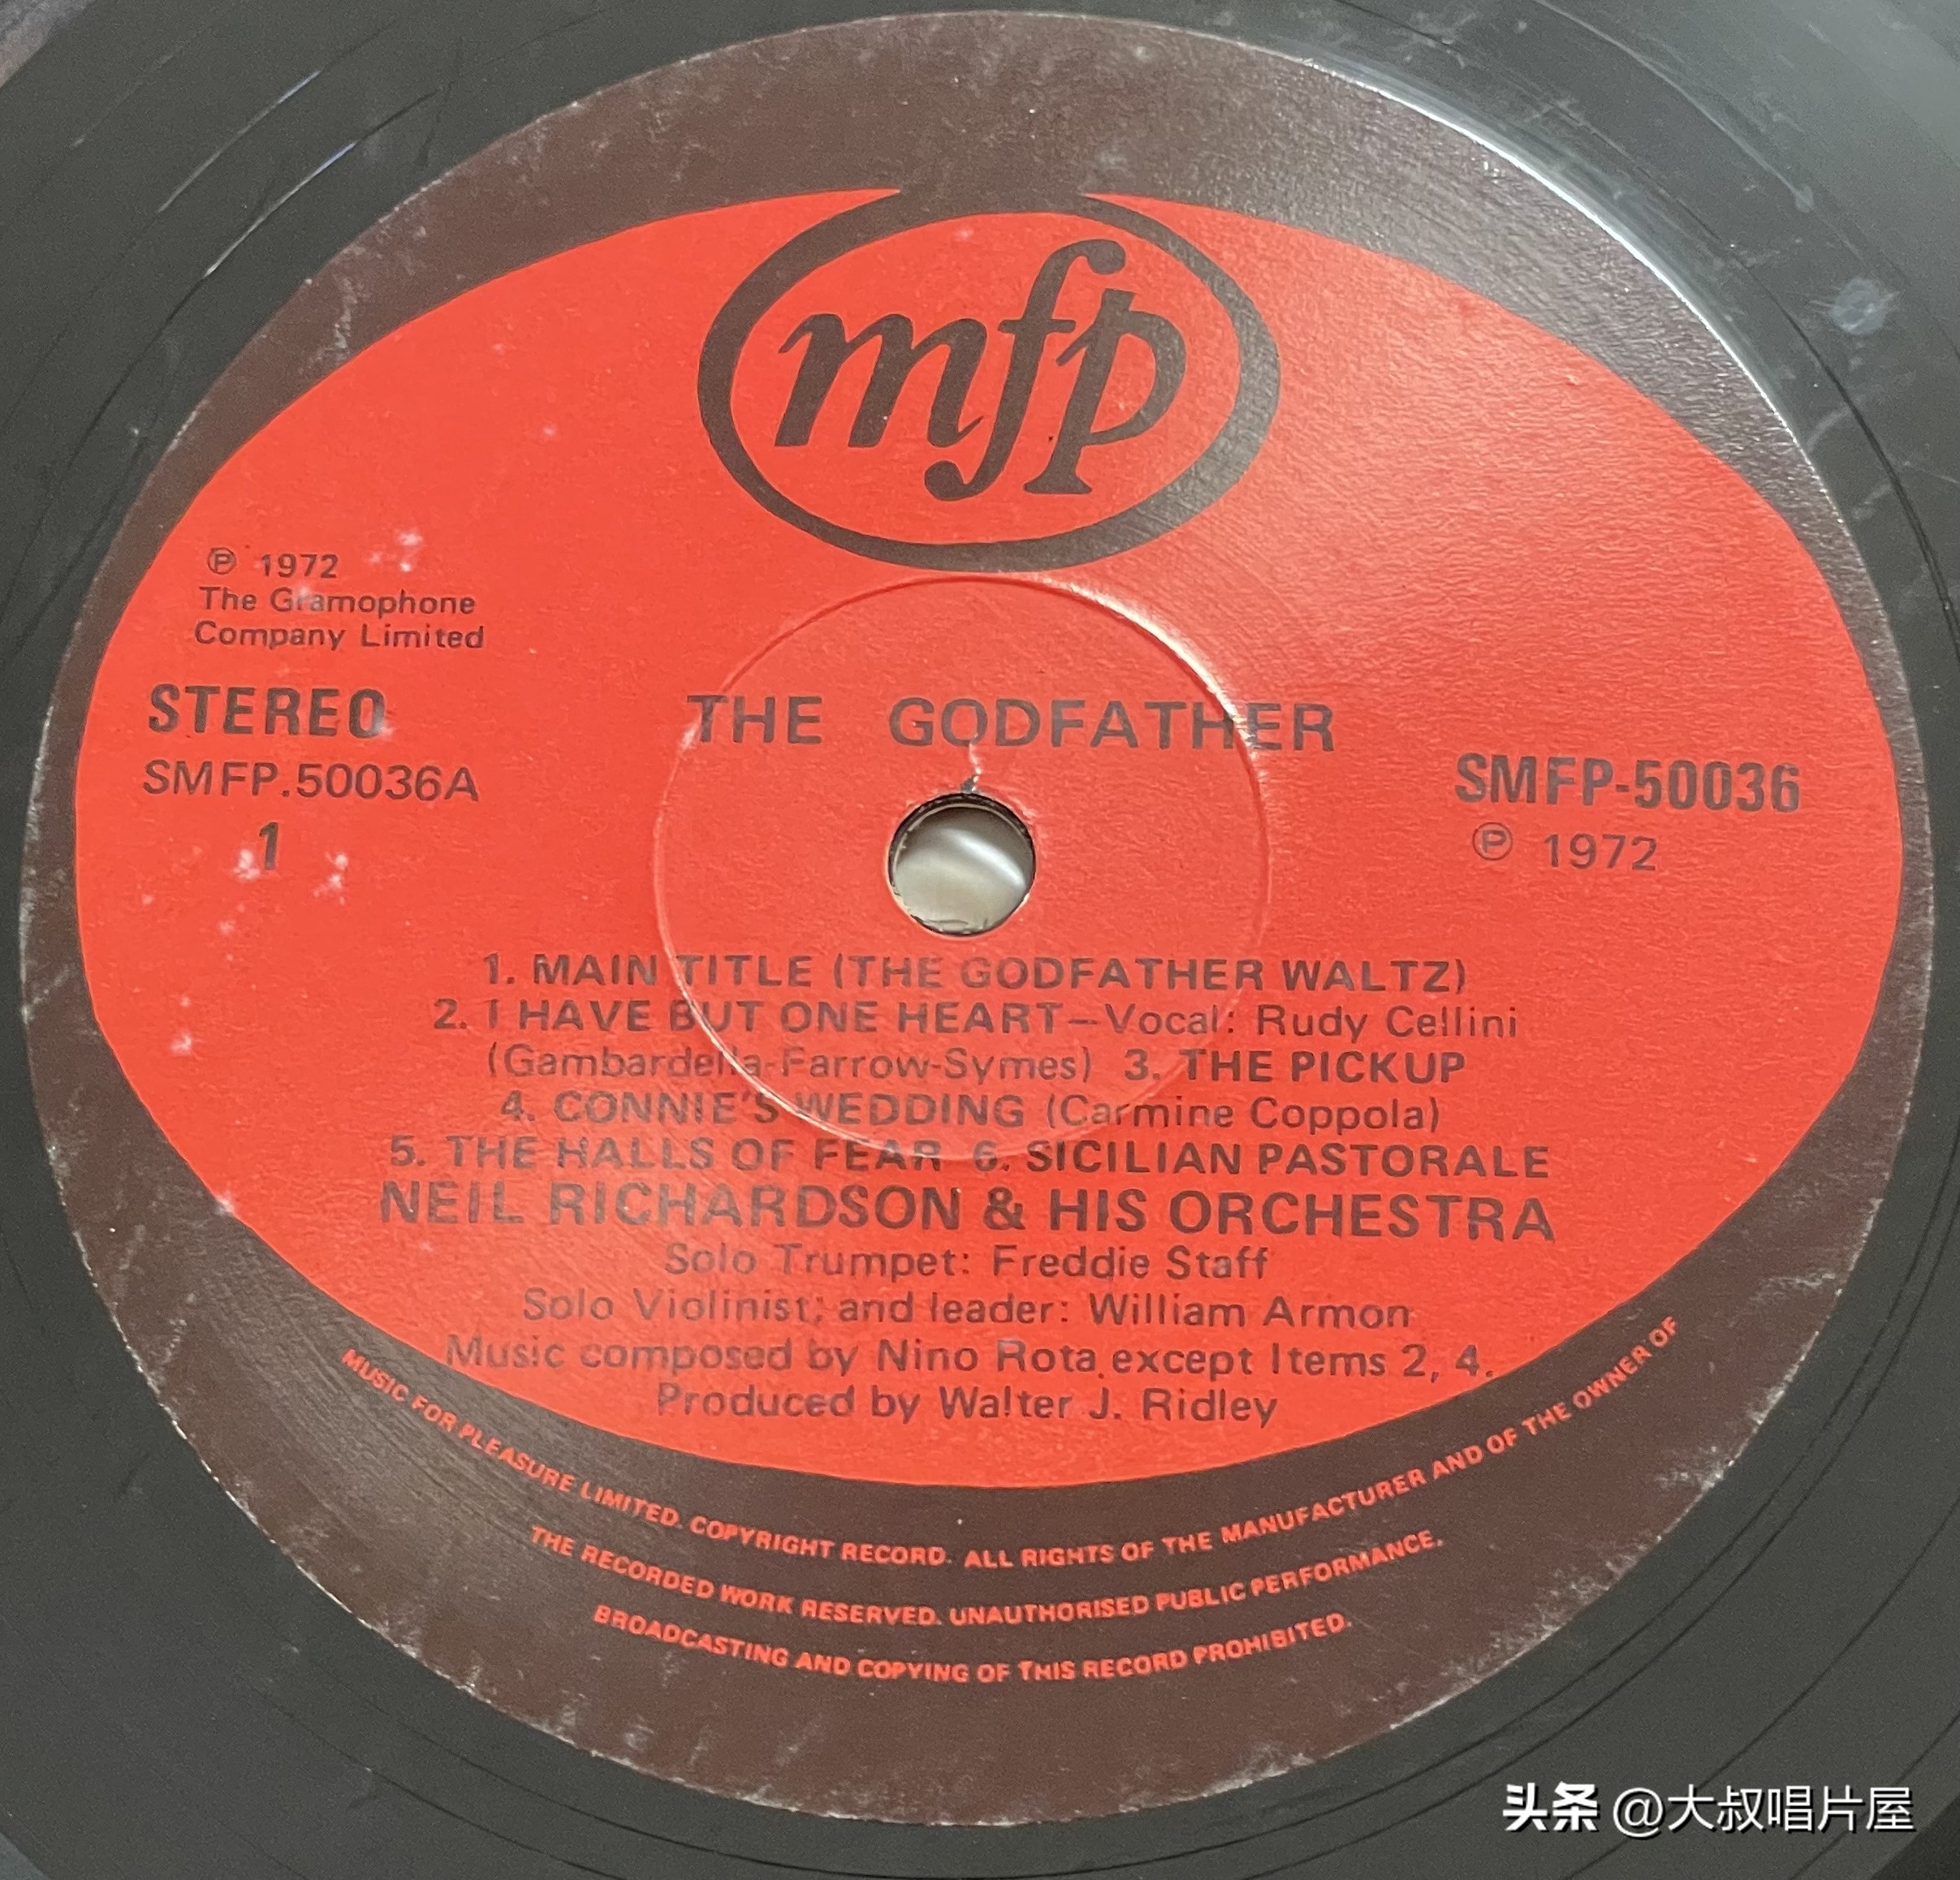 mfp
℗ 1972
The Gramophone
Company Limited
STEREO
SMFP.50036A
1
THE GODFATHER
SMFP-50036
℗ 1972
1. MAIN TITLE (THE GODFATHER WALTZ)
2. I HAVE BUT ONE HEART–Vocal: Rudy Cellini
(Gambardella-Farrow-Symes) 3. THE PICKUP
4. CONNIE'S WEDDING (Carmine Coppola)
5. THE HALLS OF FEAR 6. SICILIAN PASTORALE
NEIL RICHARDSON & HIS ORCHESTRA
Solo Trumpet: Freddie Staff
Solo Violinist; and leader: William Armon
Music composed by Nino Rota except Items 2, 4.
Produced by Walter J. Ridley
MUSIC FOR PLEASURE LIMITED. COPYRIGHT RECORD. ALL RIGHTS OF THE MANUFACTURER AND OF THE OWNER OF
THE RECORDED WORK RESERVED. UNAUTHORISED PUBLIC PERFORMANCE,
BROADCASTING AND COPYING OF THIS RECORD PROHIBITED.
头条 @大叔唱片屋